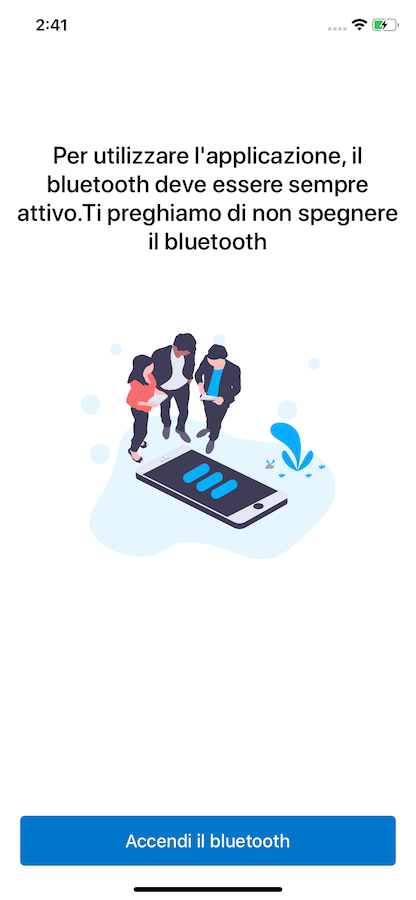 2:41
Per utilizzare l'applicazione, il
bluetooth deve essere sempre
attivo.Ti preghiamo di non spegnere
il bluetooth
Accendi il bluetooth